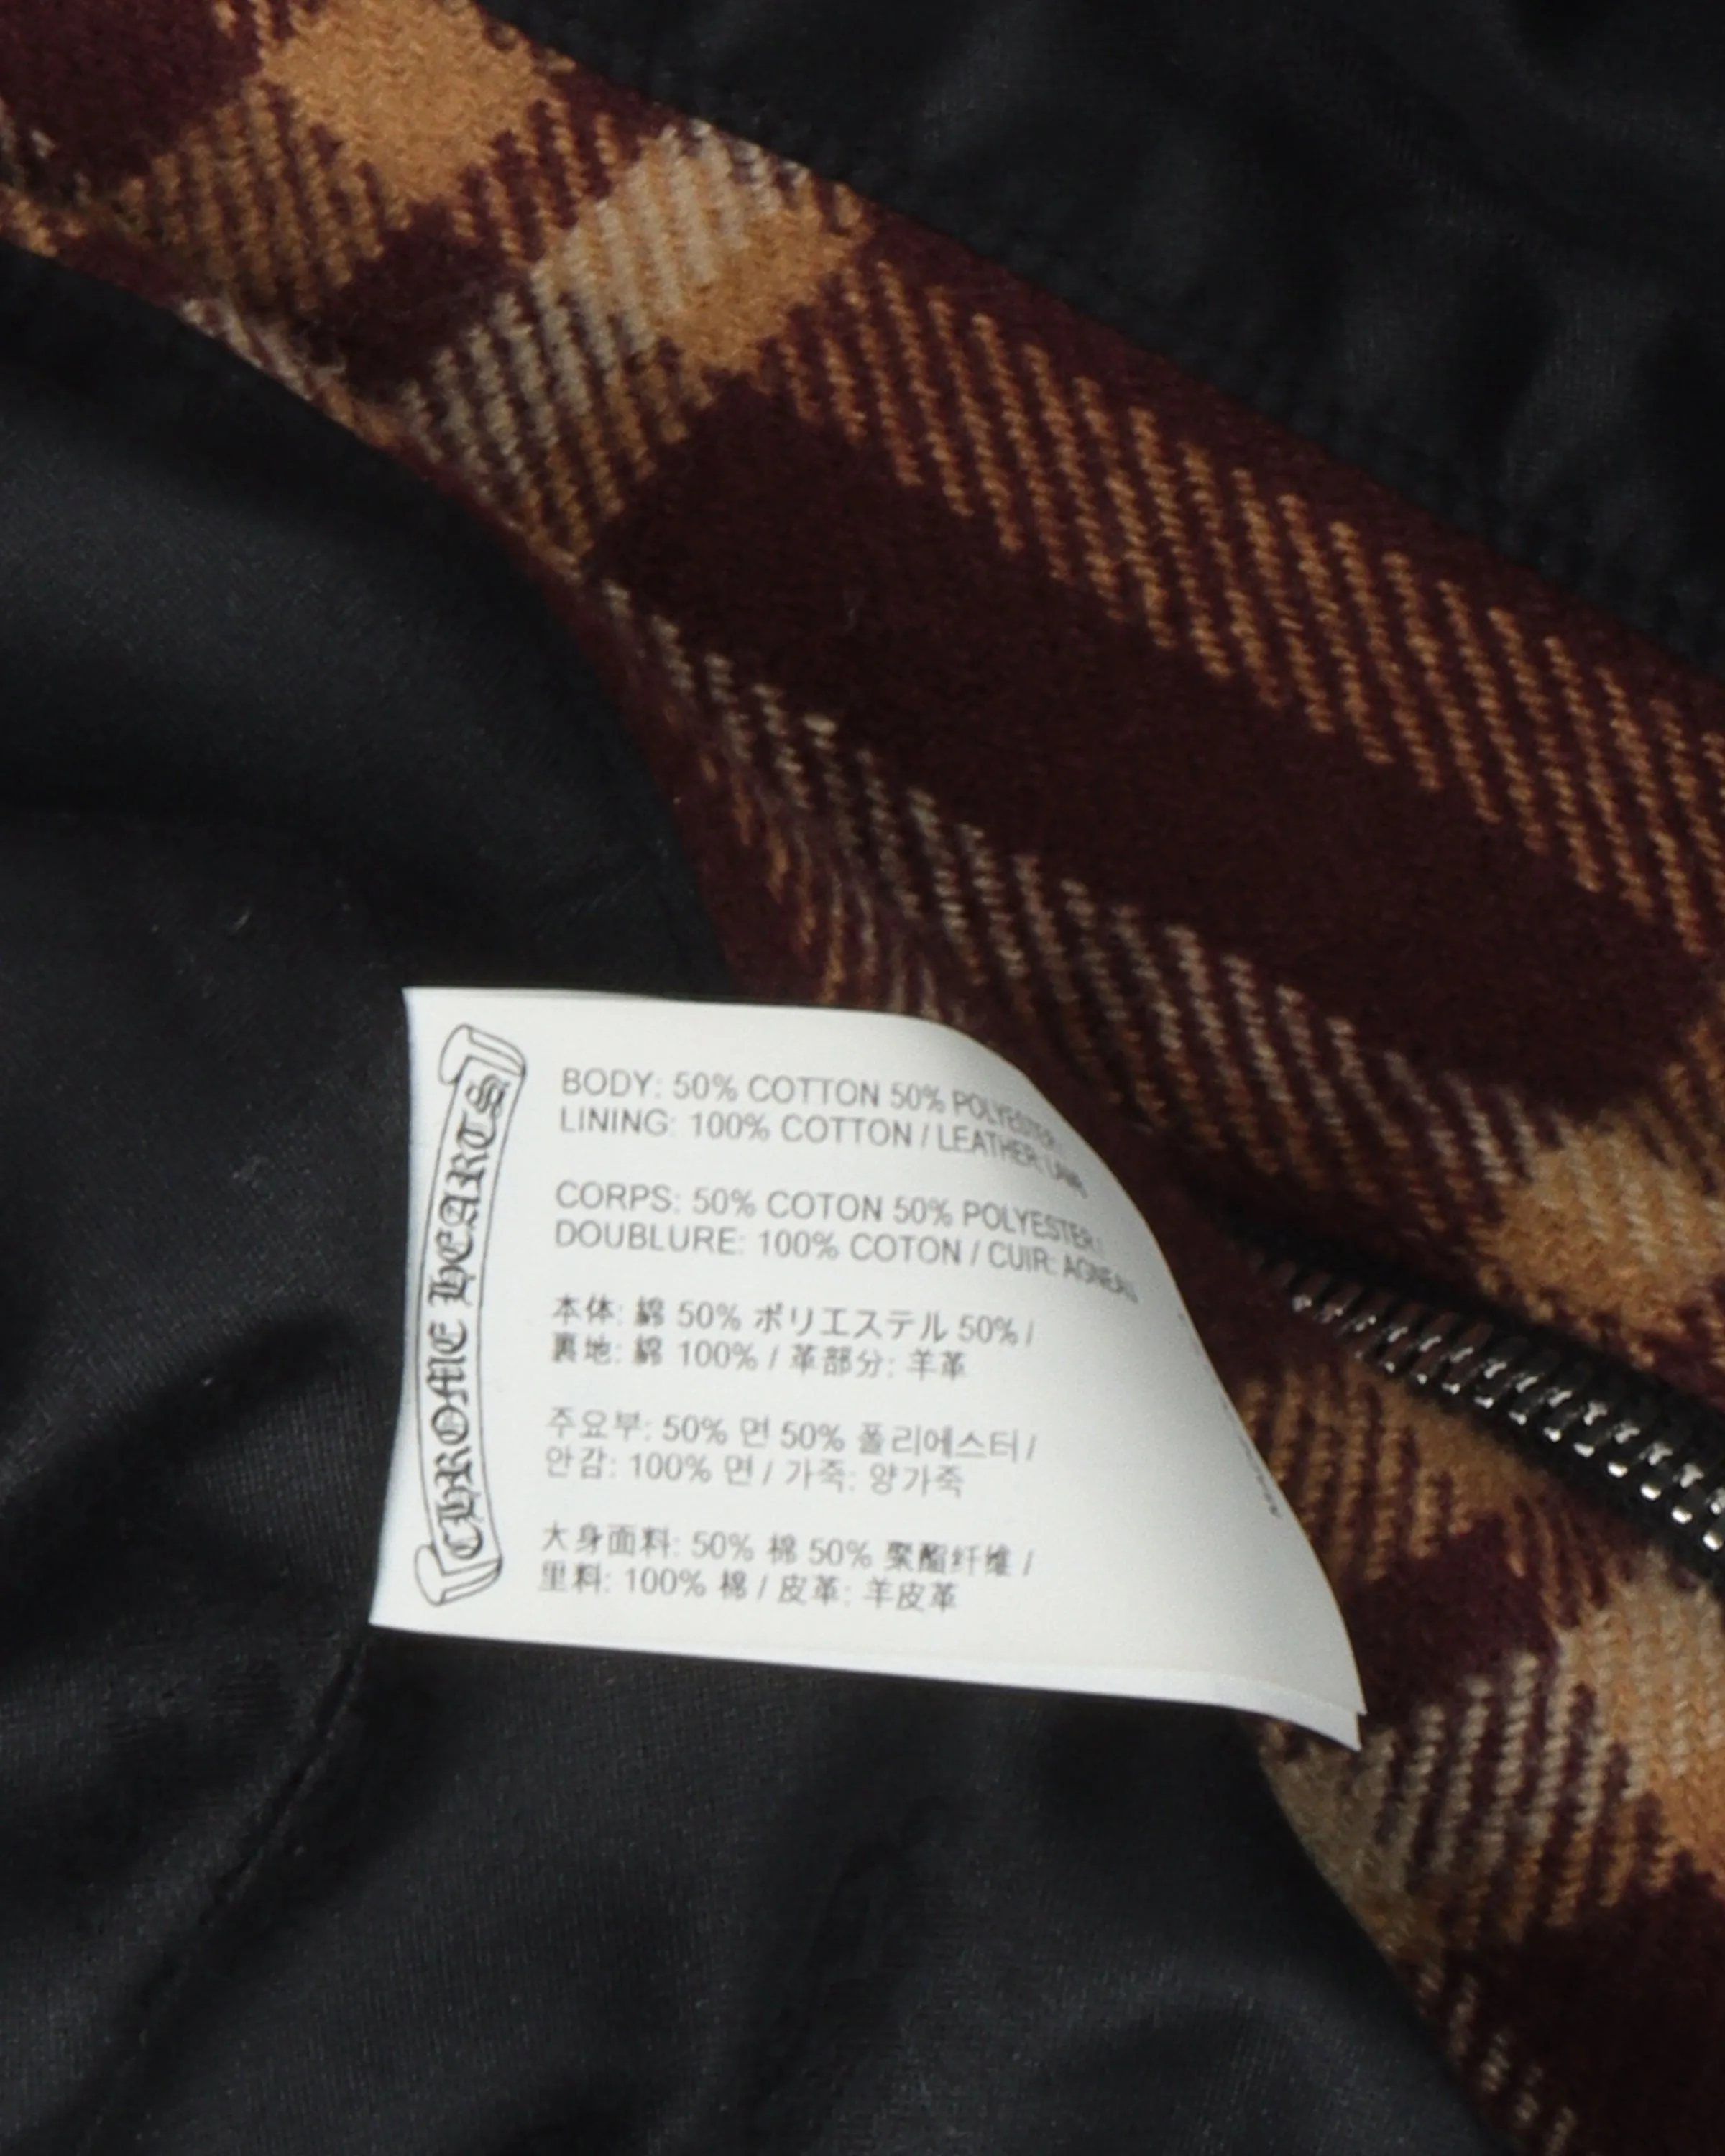 CHROME HEARTS
BODY: 50% COTTON 50% POLYESTER /
LINING: 100% COTTON / LEATHER: LAMB
CORPS: 50% COTON 50% POLYESTER /
DOUBLURE: 100% COTON / CUIR: AGNEAU
本体: 綿 50% ポリエステル 50% /
裏地: 綿 100% / 革部分: 羊革
주요부: 50% 면 50% 폴리에스터 /
안감: 100% 면 / 가죽: 양가죽
大身面料: 50% 棉 50% 聚酯纤维 /
里料: 100% 棉 / 皮革: 羊皮革